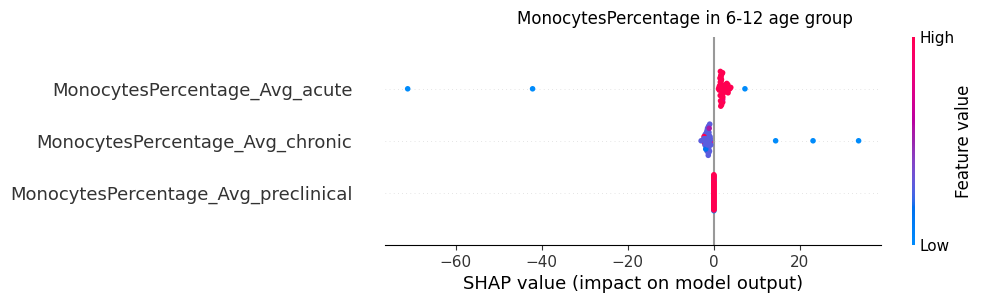 MonocytesPercentage in 6-12 age group
High
MonocytesPercentage_Avg_acute
MonocytesPercentage_Avg_chronic
MonocytesPercentage_Avg_preclinical
Feature value
Low
−60 −40 −20 0 20
SHAP value (impact on model output)